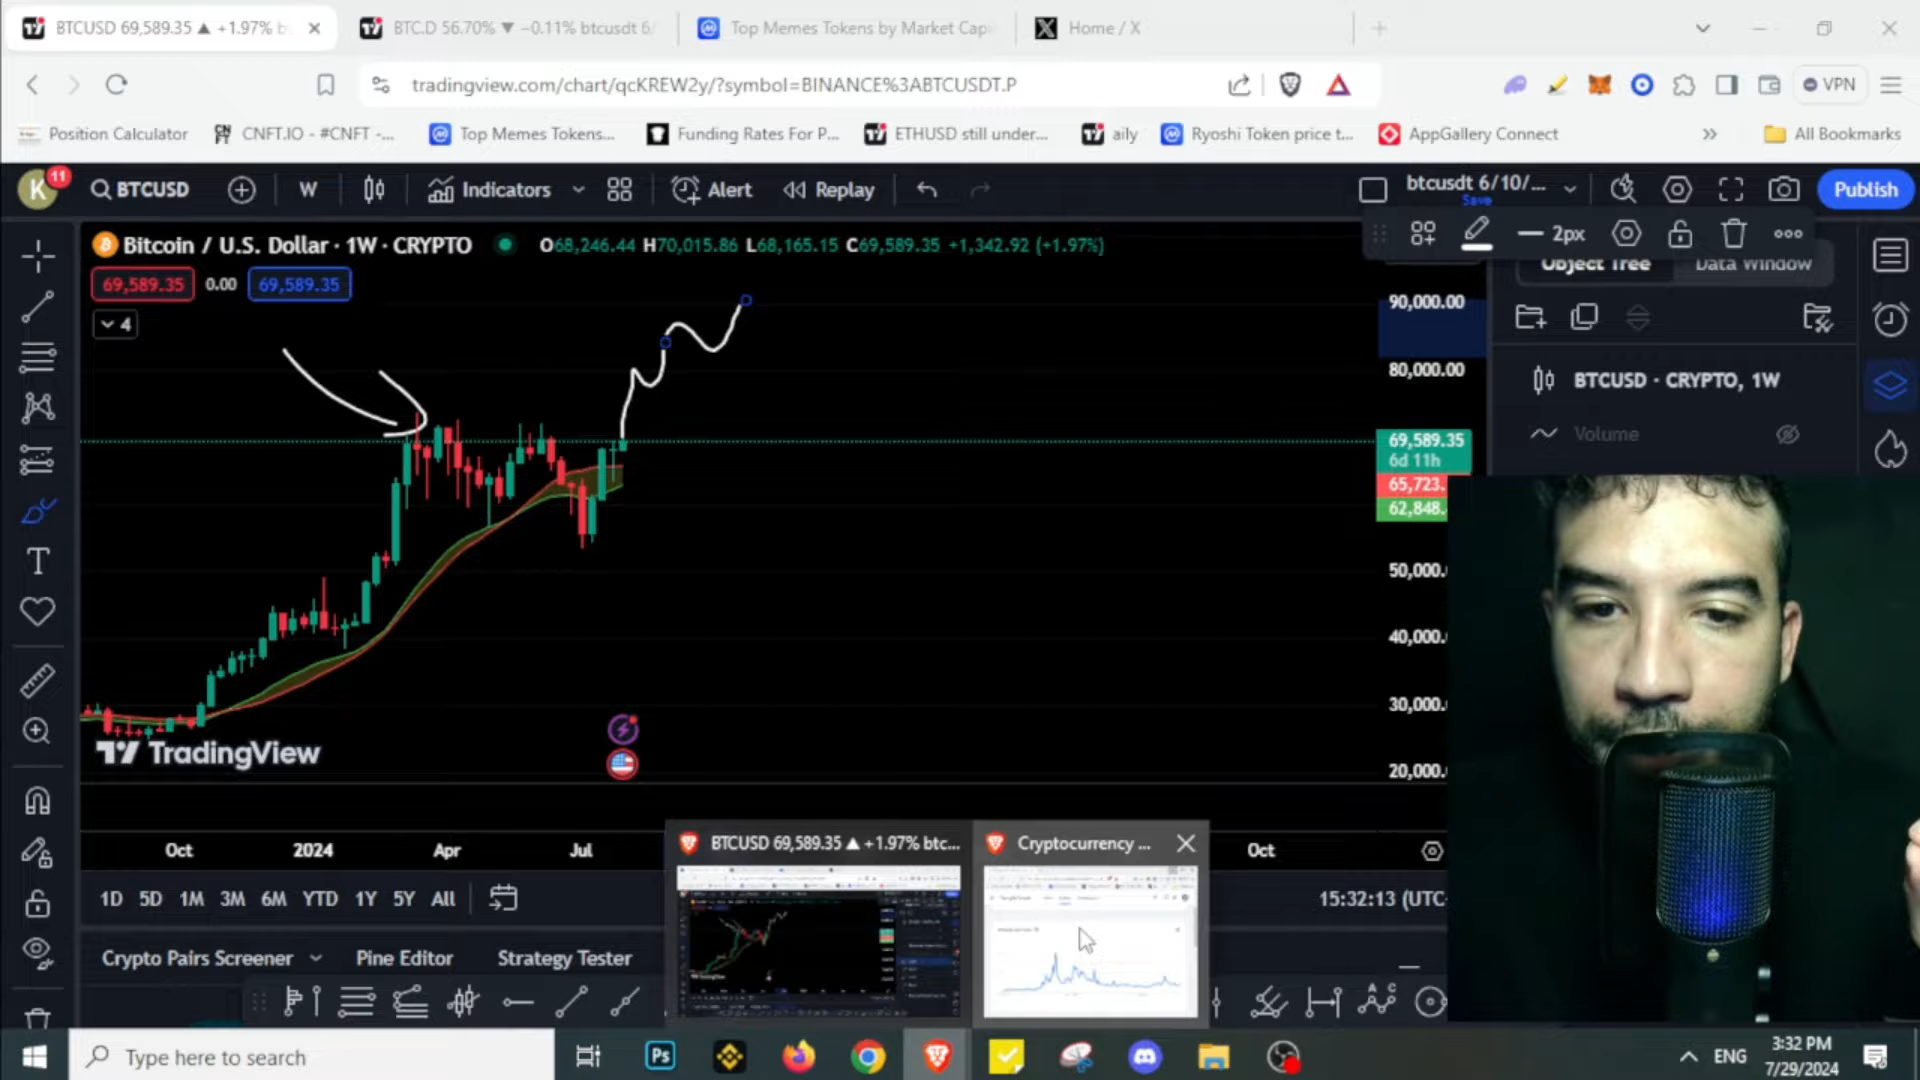 BTCUSD 69,589.35 ▲ +1.97% b
BTC.D 56.70% ▼ −0.11% btcusdt 6/
Top Memes Tokens by Market Capi
Home / X
tradingview.com/chart/qcKREW2y/?symbol=BINANCE%3ABTCUSDT.P
VPN
Position Calculator
CNFT.IO - #CNFT -...
Top Memes Tokens...
Funding Rates For P...
ETHUSD still under...
aily
Ryoshi Token price t...
AppGallery Connect
All Bookmarks
K
11
BTCUSD
W
Indicators
Alert
Replay
btcusdt 6/10/...
Save
Publish
Bitcoin / U.S. Dollar · 1W · CRYPTO
O68,246.44 H70,015.86 L68,165.15 C69,589.35 +1,342.92 (+1.97%)
2px
Object Tree
Data Window
69,589.35
0.00
69,589.35
4
90,000.00
80,000.00
69,589.35
6d 11h
65,723.
62,848.
50,000.
40,000.
30,000.
20,000.
BTCUSD · CRYPTO, 1W
Volume
TradingView
Oct
2024
Apr
Jul
Oct
BTCUSD 69,589.35 ▲ +1.97% btc...
Cryptocurrency ...
1D 5D 1M 3M 6M YTD 1Y 5Y All
15:32:13 (UTC-
Crypto Pairs Screener
Pine Editor
Strategy Tester
Type here to search
Ps
ENG
3:32 PM
7/29/2024